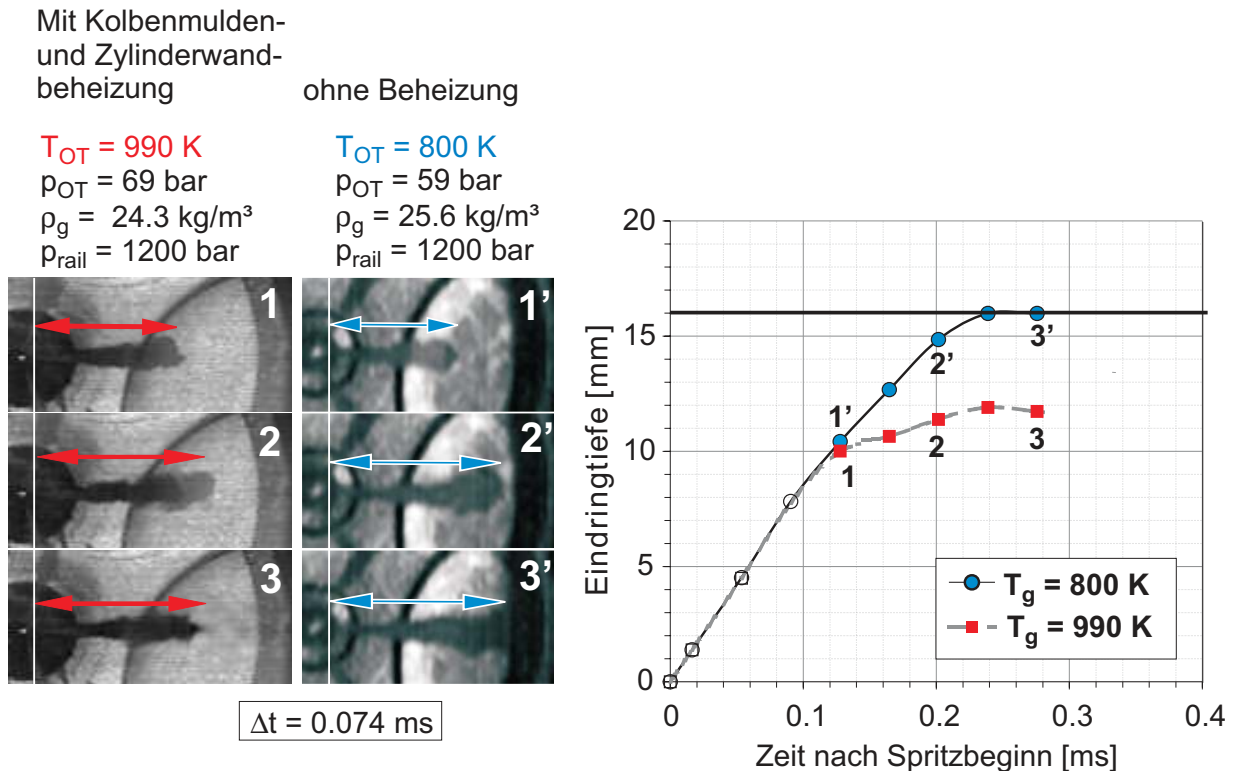 Mit Kolbenmulden-
und Zylinderwand-
beheizung
T_OT = 990 K
p_OT = 69 bar
ρ_g = 24.3 kg/m³
p_rail = 1200 bar
ohne Beheizung
T_OT = 800 K
p_OT = 59 bar
ρ_g = 25.6 kg/m³
p_rail = 1200 bar
1
1’
2
2’
3
3’
Δt = 0.074 ms
Eindringtiefe [mm]
20
15
10
5
0
1’
1
2’
2
3’
3
T_g = 800 K
T_g = 990 K
0
0.1
0.2
0.3
0.4
Zeit nach Spritzbeginn [ms]